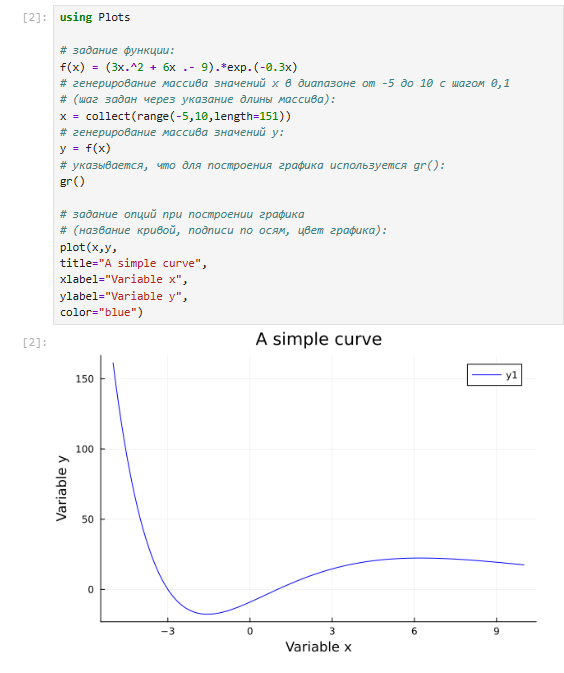 [2]:
using Plots
# задание функции:
f(x) = (3x.^2 + 6x .- 9).*exp.(-0.3x)
# генерирование массива значений x в диапазоне от -5 до 10 с шагом 0,1
# (шаг задан через указание длины массива):
x = collect(range(-5,10,length=151))
# генерирование массива значений y:
y = f(x)
# указывается, что для построения графика используется gr():
gr()
# задание опций при построении графика
# (название кривой, подписи по осям, цвет графика):
plot(x,y,
title="A simple curve",
xlabel="Variable x",
ylabel="Variable y",
color="blue")
[2]:
A simple curve
y1
150
100
50
0
Variable y
−3 0 3 6 9
Variable x